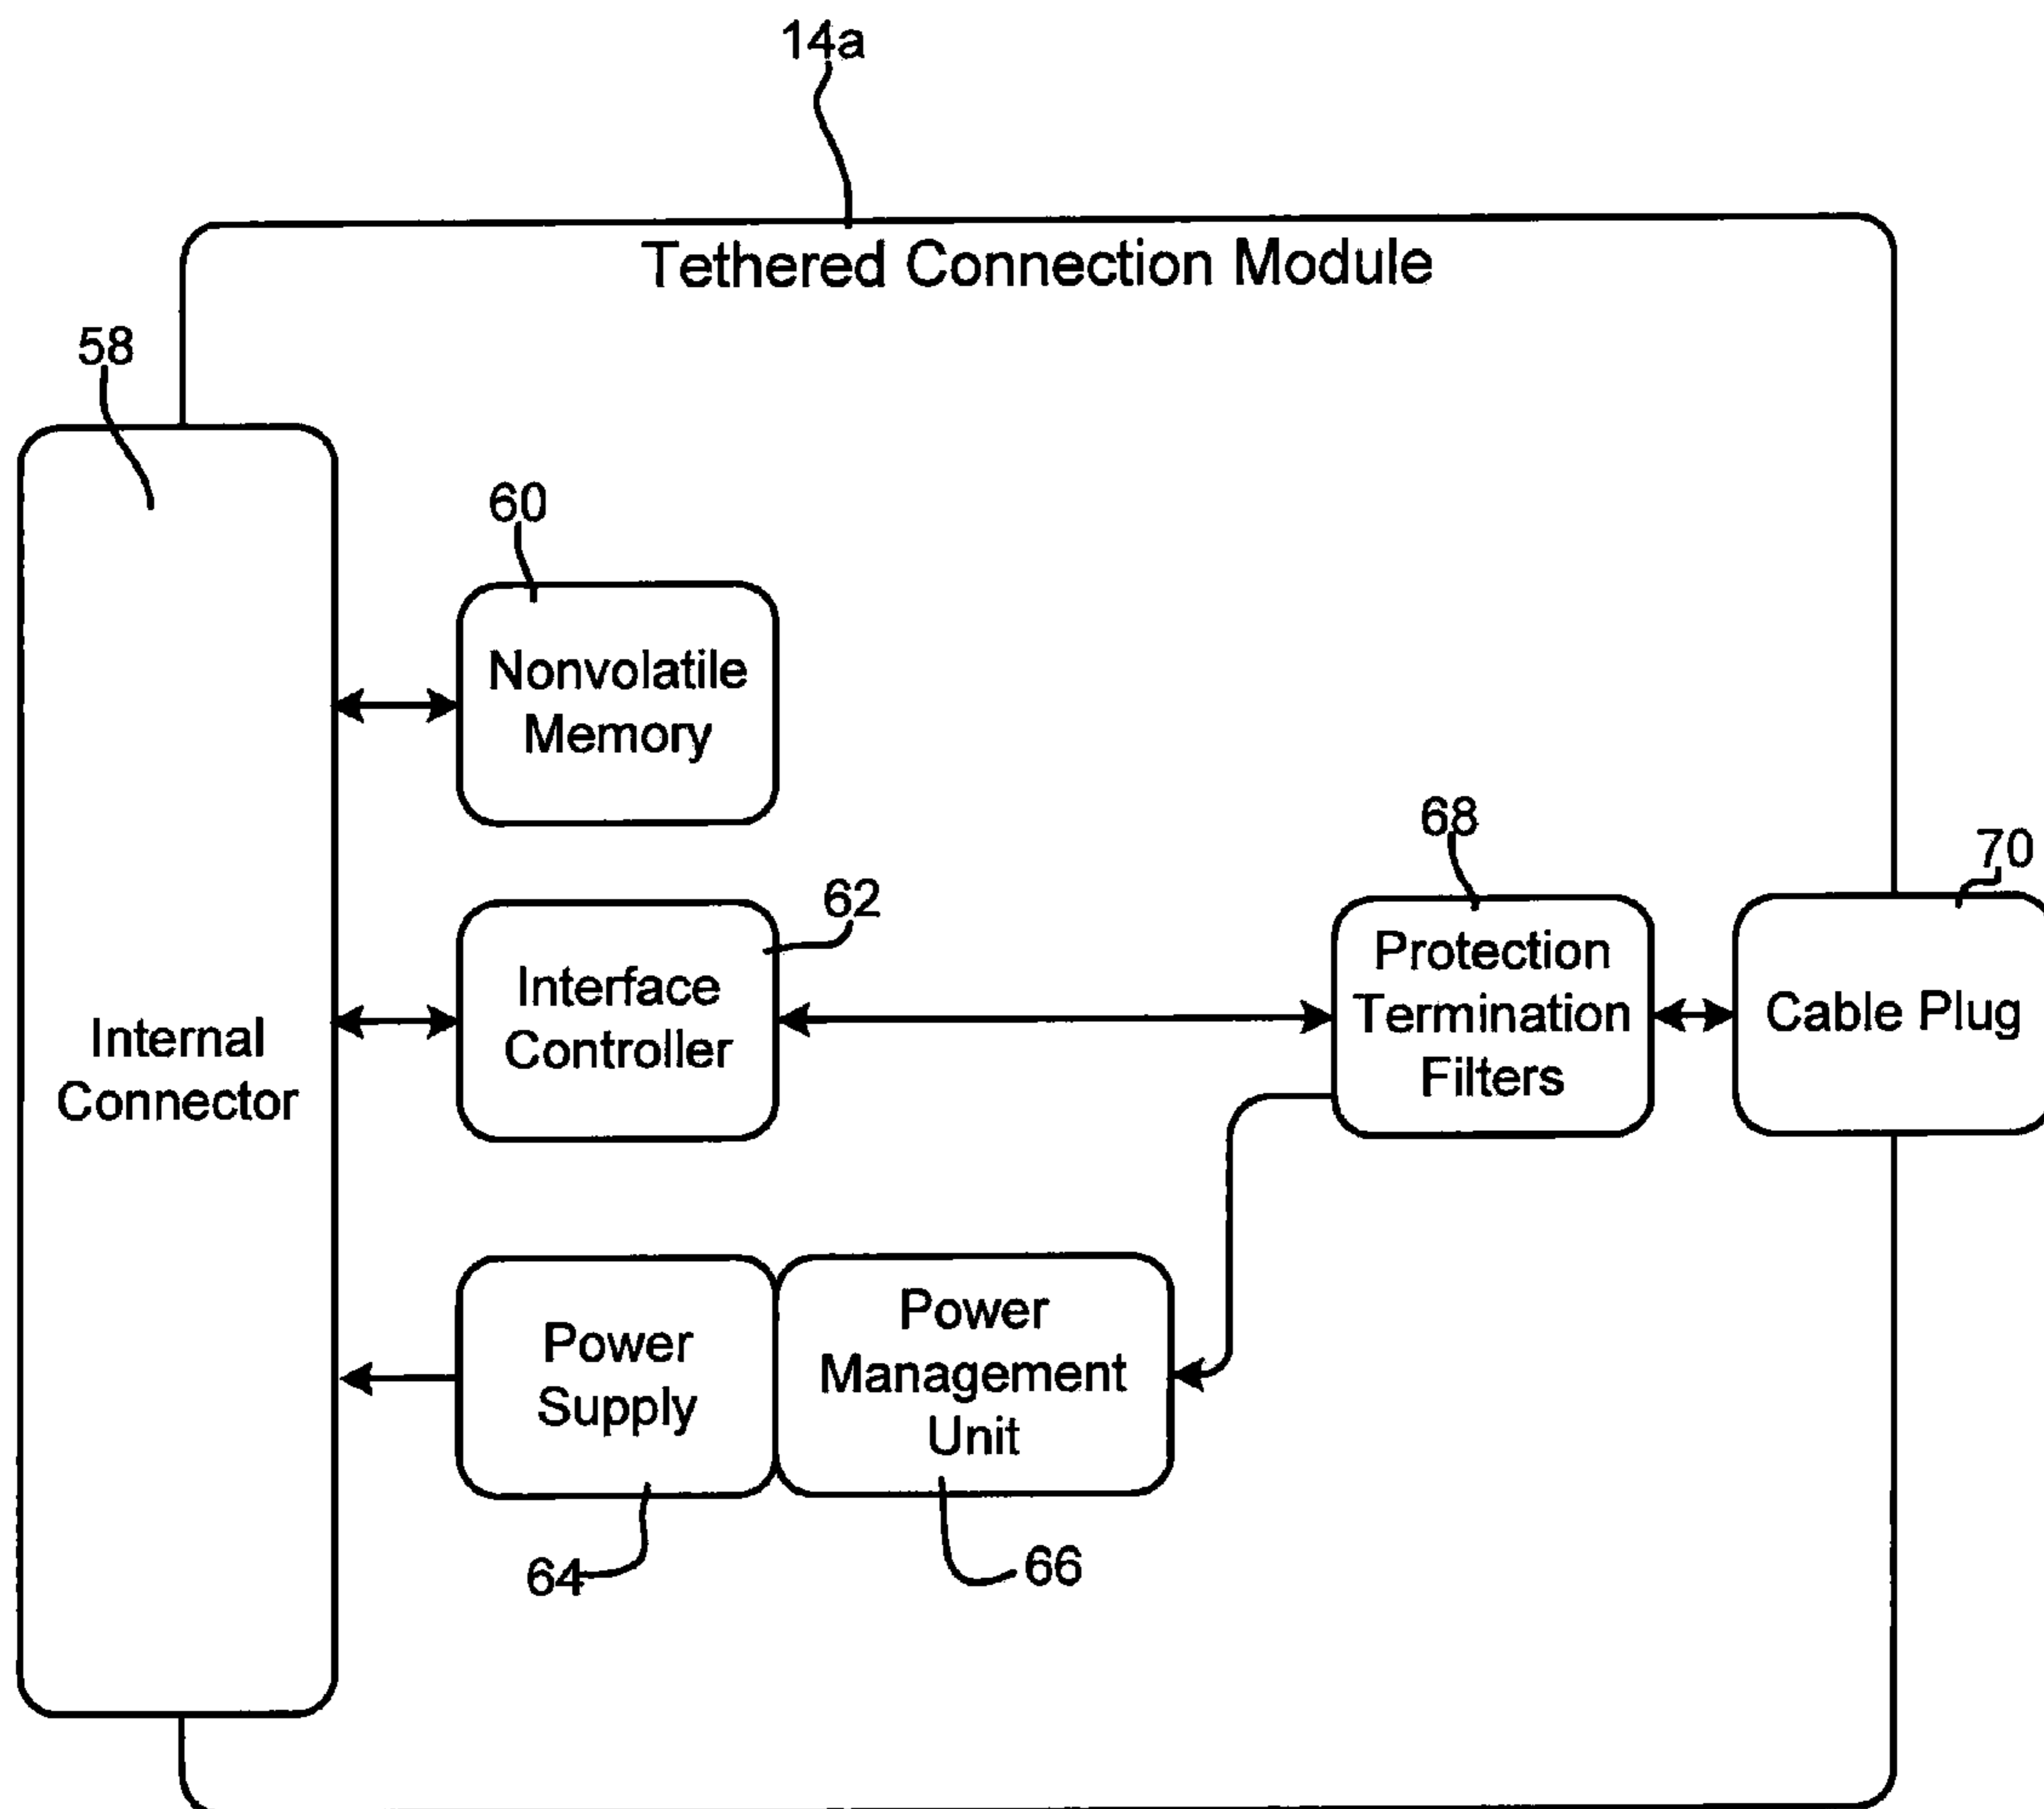 14a
Tethered Connection Module
58
60
Nonvolatile
Memory
68
70
62
Interface
Controller
Protection
Termination
Filters
Cable Plug
Internal
Connector
Power
Supply
Power
Management
Unit
64
66